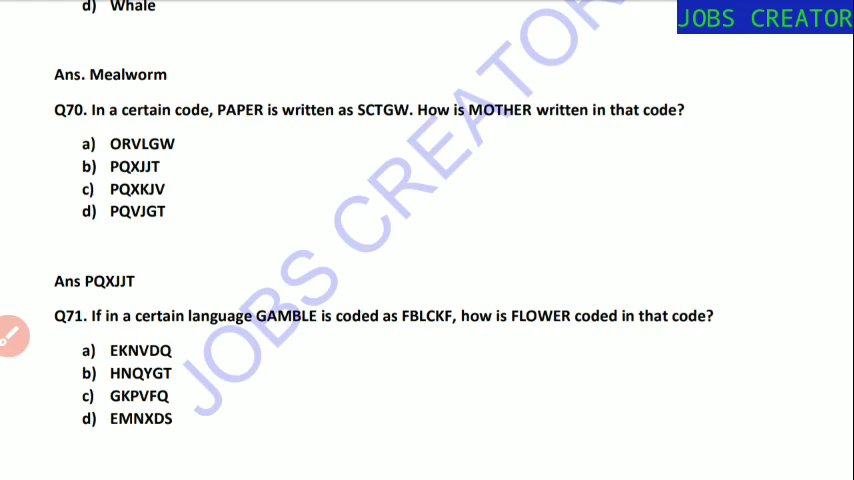 d) Whale
JOBS CREATOR
Ans. Mealworm
Q70. In a certain code, PAPER is written as SCTGW. How is MOTHER written in that code?
a) ORVLGW
b) PQXJJT
c) PQXKJV
d) PQVJGT
Ans PQXJJT
Q71. If in a certain language GAMBLE is coded as FBLCKF, how is FLOWER coded in that code?
a) EKNVDQ
b) HNQYGT
c) GKPVFQ
d) EMNXDS
JOBS CREATOR